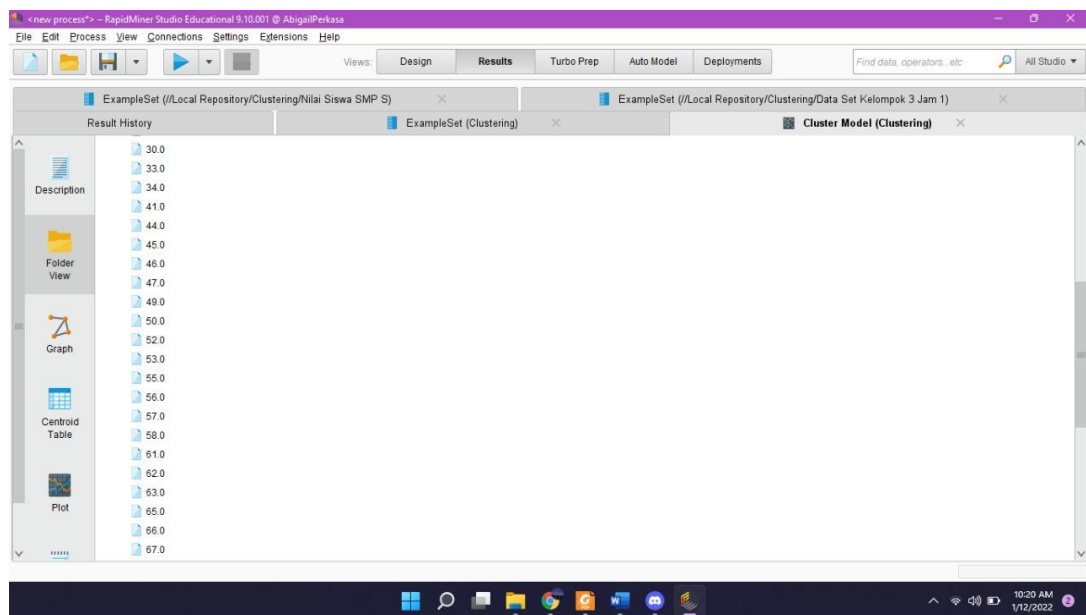 <new process*> – RapidMiner Studio Educational 9.10.001 @ AbigailPerkasa
File Edit Process View Connections Settings Extensions Help
Views: Design Results Turbo Prep Auto Model Deployments Find data, operators...etc All Studio
ExampleSet (//Local Repository/Clustering/Nilai Siswa SMP S) ExampleSet (//Local Repository/Clustering/Data Set Kelompok 3 Jam 1)
Result History ExampleSet (Clustering) Cluster Model (Clustering)
Description
Folder View
Graph
Centroid Table
Plot
30.0
33.0
34.0
41.0
44.0
45.0
46.0
47.0
49.0
50.0
52.0
53.0
55.0
56.0
57.0
58.0
61.0
62.0
63.0
65.0
66.0
67.0
10:20 AM
1/12/2022
2